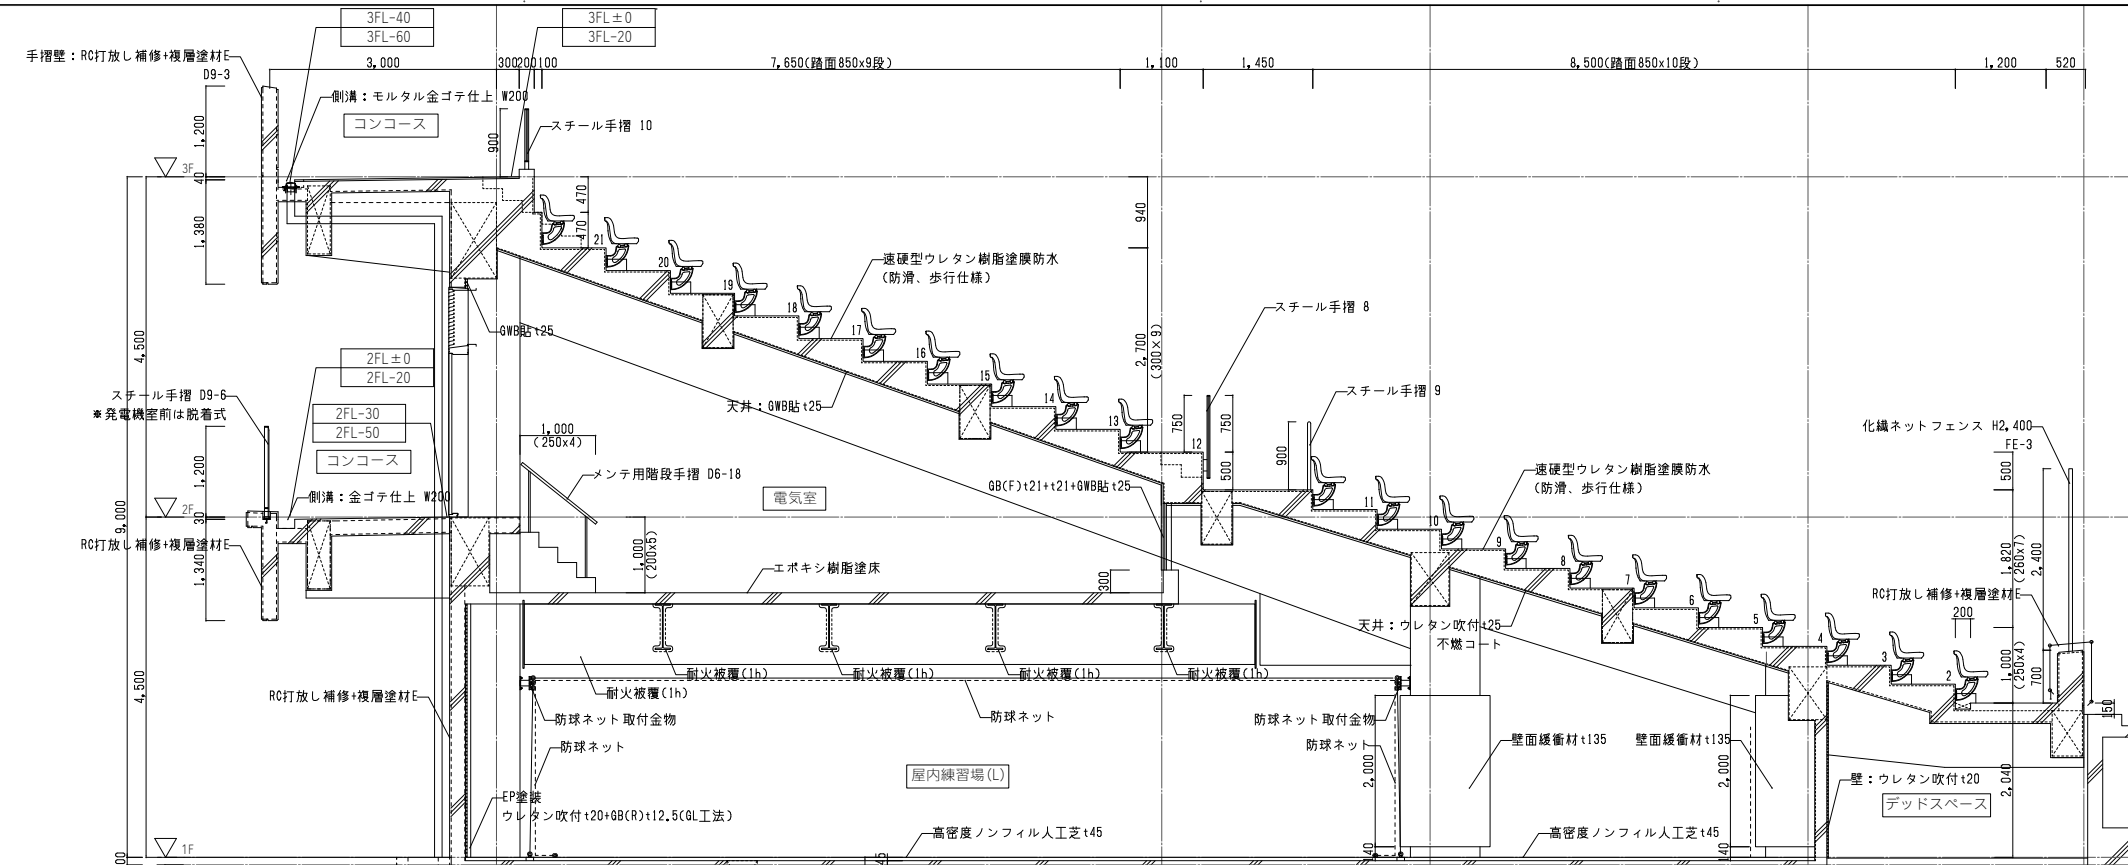 3FL-40
3FL-60
3FL±0
3FL-20
手摺壁：RC打放し補修+複層塗材E
D9-3
3,000
300
200
100
7,650(踏面850x9段)
1,100
1,450
8,500(踏面850x10段)
1,200
520
側溝：モルタル金ゴテ仕上 W200
コンコース
1,200
900
スチール手摺 10
3F
40
1,380
470
470
940
21
20
19
18
17
16
15
14
13
12
速硬型ウレタン樹脂塗膜防水
(防滑、歩行仕様)
スチール手摺 8
GWB貼t25
4,500
2,700
(300×9)
2FL±0
2FL-20
スチール手摺 D9-6
※発電機室前は脱着式
2FL-30
2FL-50
コンコース
天井：GWB貼t25
スチール手摺 9
750
750
500
900
1,000
(250x4)
メンテ用階段手摺 D6-18
電気室
GB(F)t21+t21+GWB貼t25
化繊ネットフェンス H2,400
FE-3
500
速硬型ウレタン樹脂塗膜防水
(防滑、歩行仕様)
1,200
側溝：金ゴテ仕上 W200
9,000
2F
30
RC打放し補修+複層塗材E
1,340
1,000
(200x5)
エポキシ樹脂塗床
300
11
10
9
8
7
6
5
4
3
2
1,820
(260x7)
2,400
RC打放し補修+複層塗材E
200
天井：ウレタン吹付t25
不燃コート
1,000
(250x4)
700
150
耐火被覆(1h)
耐火被覆(1h)
耐火被覆(1h)
耐火被覆(1h)
耐火被覆(1h)
4,500
RC打放し補修+複層塗材E
防球ネット取付金物
防球ネット
防球ネット取付金物
防球ネット
防球ネット
壁面緩衝材t135
壁面緩衝材t135
屋内練習場(L)
2,000
2,000
2,040
壁：ウレタン吹付t20
デッドスペース
EP塗装
ウレタン吹付t20+GB(R)t12.5(GL工法)
高密度ノンフィル人工芝t45
高密度ノンフィル人工芝t45
1F
45
140
140